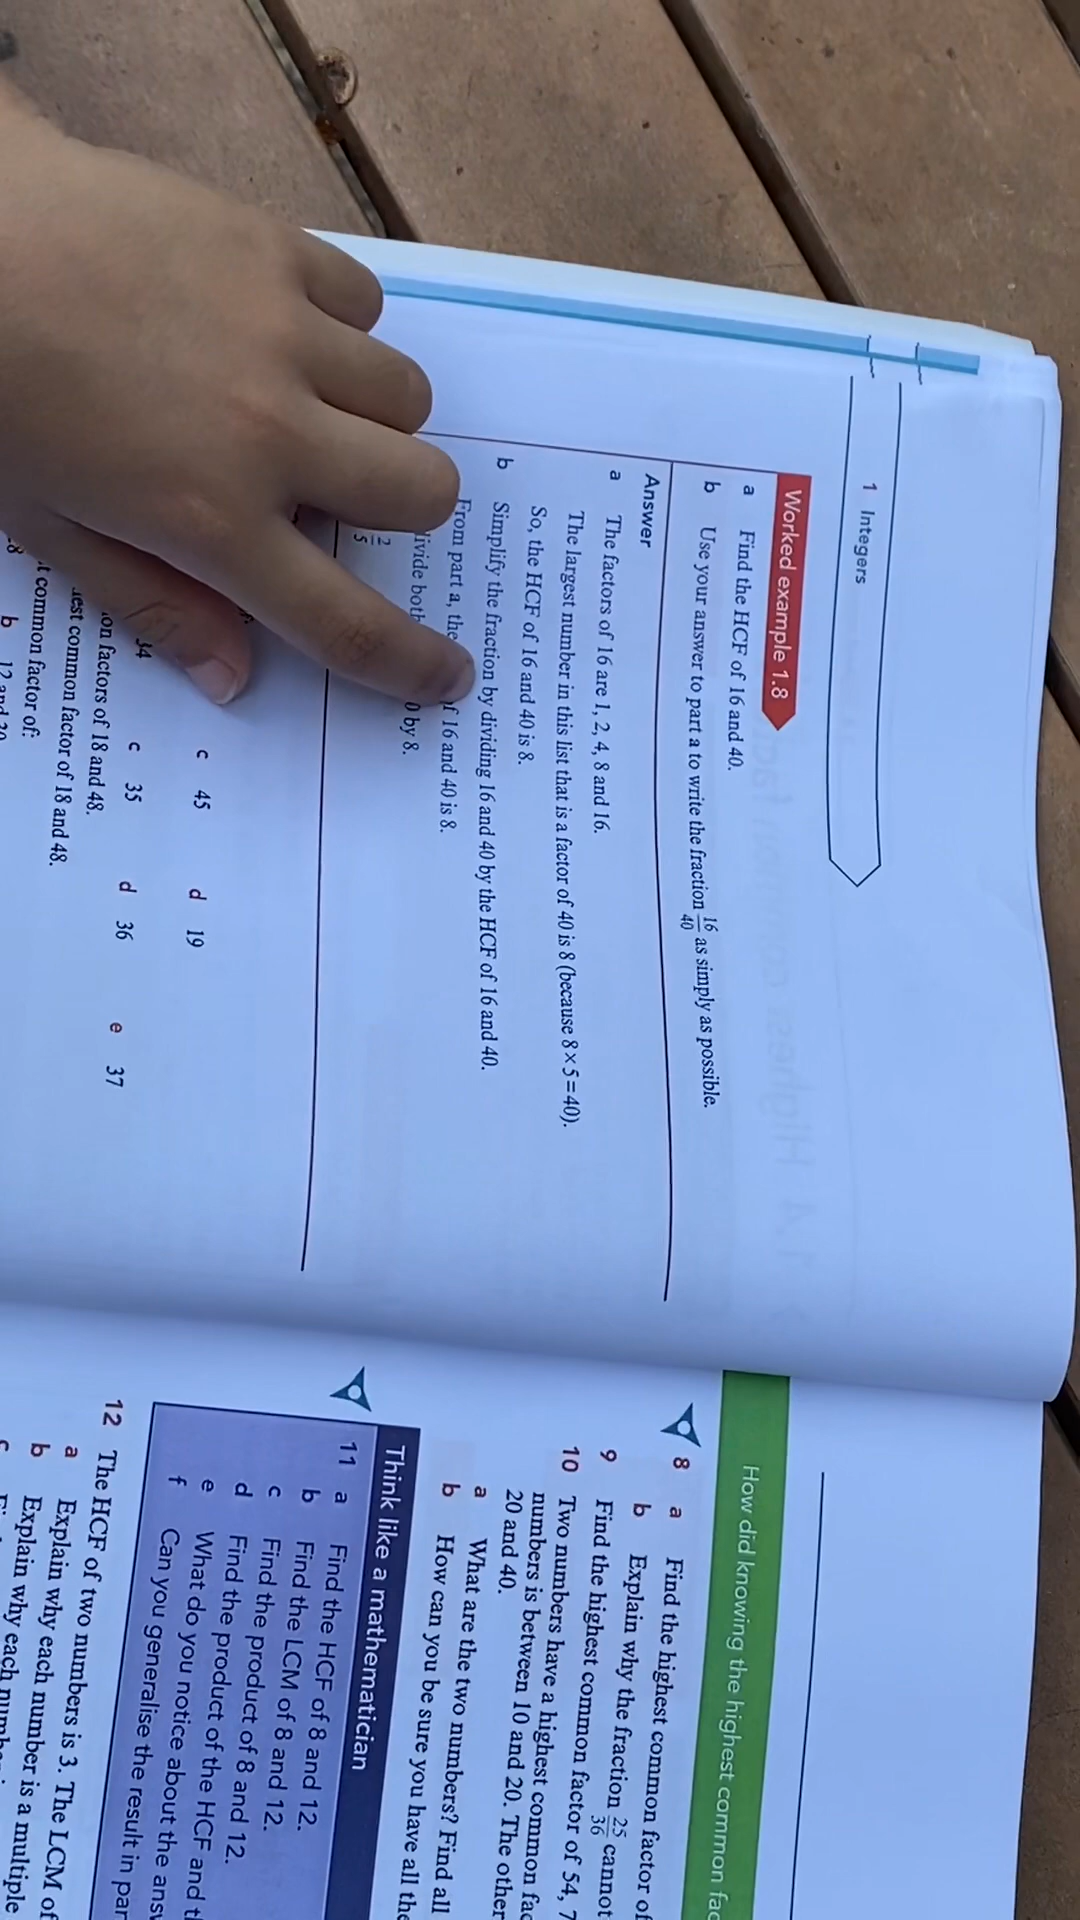 1 Integers
Worked example 1.8
a Find the HCF of 16 and 40.
b Use your answer to part a to write the fraction 16/40 as simply as possible.
Answer
a The factors of 16 are 1, 2, 4, 8 and 16.
The largest number in this list that is a factor of 40 is 8 (because 8 × 5 = 40).
So, the HCF of 16 and 40 is 8.
b Simplify the fraction by dividing 16 and 40 by the HCF of 16 and 40.
From part a, the of 16 and 40 is 8.
by 8.
2/5
c 45 d 19
34 c 35 d 36 e 37
factors of 18 and 48.
common factor of 18 and 48.
common factor of:
b 12 and
How did knowing the highest common
8 a Find the highest common factor of
b Explain why the fraction 25/36 cannot
9 Find the highest common factor of 54,
10 Two numbers have a highest common
numbers is between 10 and 20. The other
20 and 40.
a What are the two numbers? Find all
b How can you be sure you have all
Think like a mathematician
11 a Find the HCF of 8 and 12.
b Find the LCM of 8 and 12.
c Find the product of 8 and 12.
d Find the product of the HCF and
e What do you notice about the
f Can you generalise the result in
12 The HCF of two numbers is 3. The LCM of
a Explain why each number is a multiple
b Explain why each